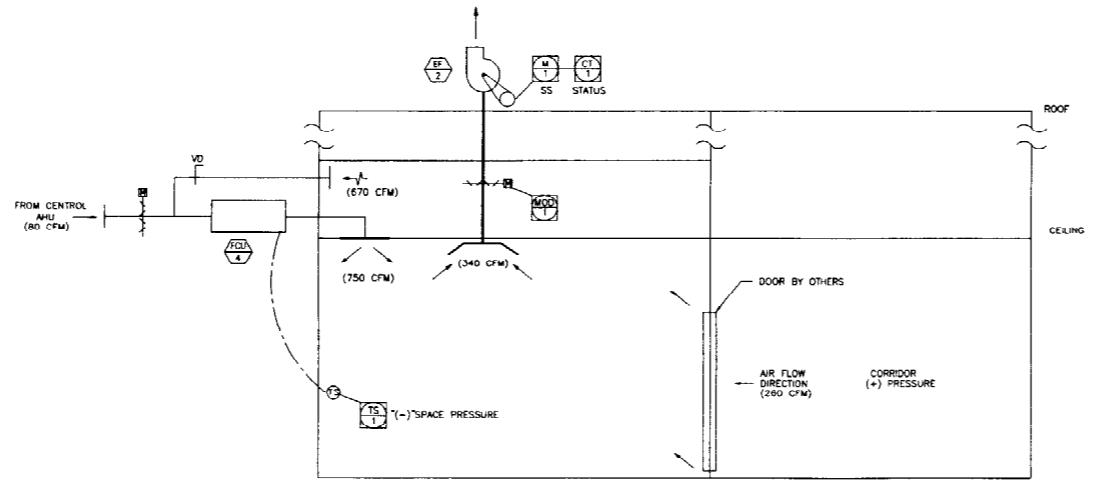 EF
2
M
1
CT
1
SS
STATUS
ROOF
VD
M
(670 CFM)
M
MOD
1
FROM CENTRAL
AHU
(80 CFM)
FCU
4
CEILING
(750 CFM)
(340 CFM)
DOOR BY OTHERS
AIR FLOW
DIRECTION
(260 CFM)
CORRIDOR
(+) PRESSURE
TS
TS
1
"(-)"SPACE PRESSURE